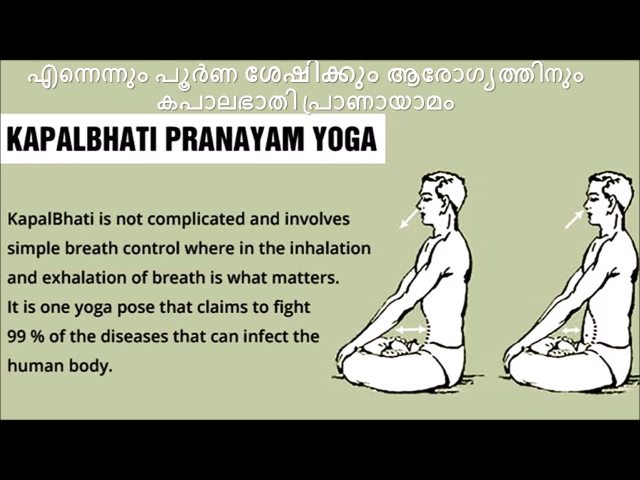 എന്നെന്നും പൂർണ ശേഷിക്കും ആരോഗ്യത്തിനും
കപാലഭാതി പ്രാണായാമം
KAPALBHATI PRANAYAM YOGA
KapalBhati is not complicated and involves
simple breath control where in the inhalation
and exhalation of breath is what matters.
It is one yoga pose that claims to fight
99 % of the diseases that can infect the
human body.